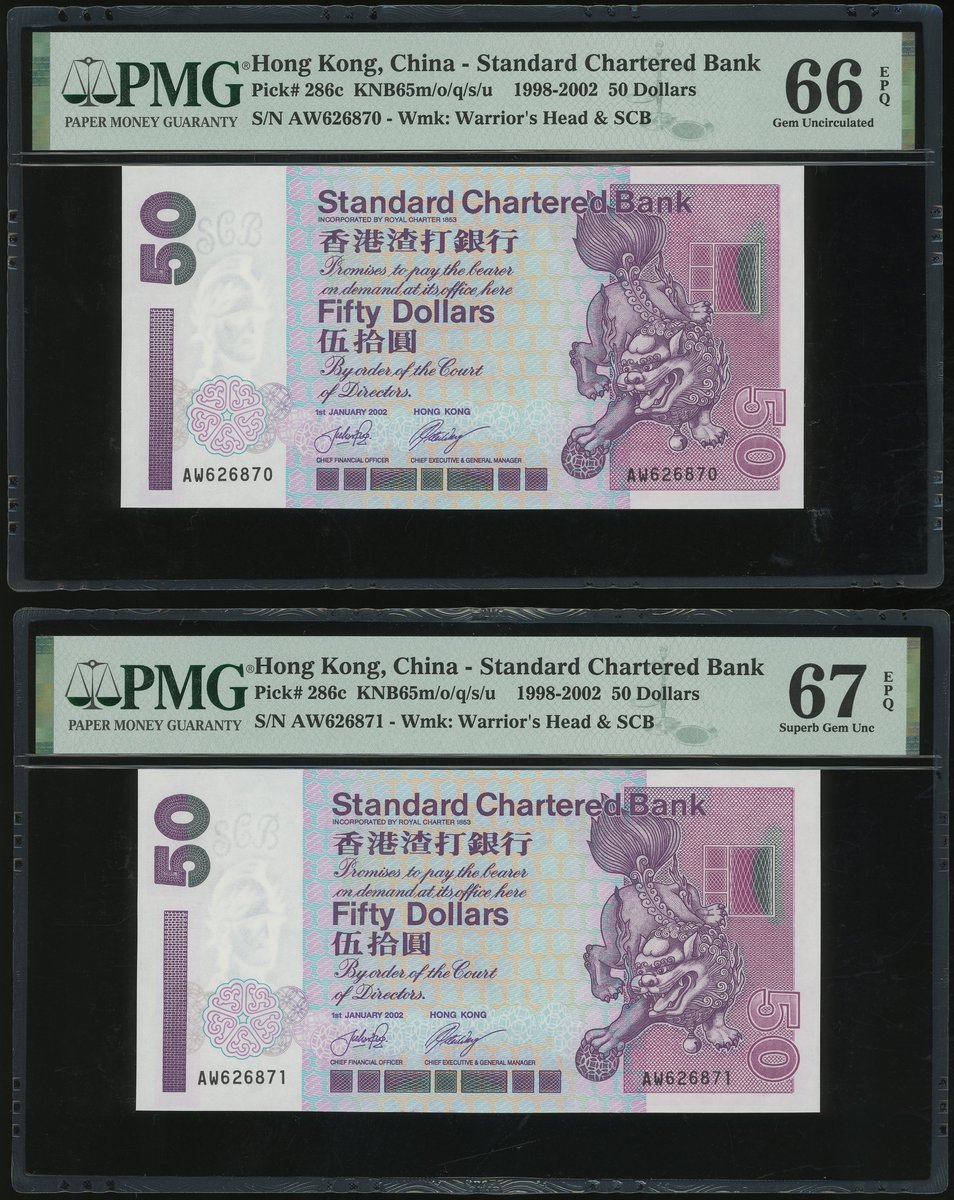 PMG®
PAPER MONEY GUARANTY
Hong Kong, China - Standard Chartered Bank
Pick# 286c KNB65m/o/q/s/u 1998-2002 50 Dollars
S/N AW626870 - Wmk: Warrior's Head & SCB
66 EPQ
Gem Uncirculated
50
SCB
Standard Chartered Bank
INCORPORATED BY ROYAL CHARTER 1853
香港渣打銀行
Promises to pay the bearer
on demand at its office here
Fifty Dollars
伍拾圓
By order of the Court
of Directors.
1st JANUARY 2002 HONG KONG
CHIEF FINANCIAL OFFICER CHIEF EXECUTIVE & GENERAL MANAGER
50
AW626870 AW626870
PMG®
PAPER MONEY GUARANTY
Hong Kong, China - Standard Chartered Bank
Pick# 286c KNB65m/o/q/s/u 1998-2002 50 Dollars
S/N AW626871 - Wmk: Warrior's Head & SCB
67 EPQ
Superb Gem Unc
50
SCB
Standard Chartered Bank
INCORPORATED BY ROYAL CHARTER 1853
香港渣打銀行
Promises to pay the bearer
on demand at its office here
Fifty Dollars
伍拾圓
By order of the Court
of Directors.
1st JANUARY 2002 HONG KONG
CHIEF FINANCIAL OFFICER CHIEF EXECUTIVE & GENERAL MANAGER
50
AW626871 AW626871